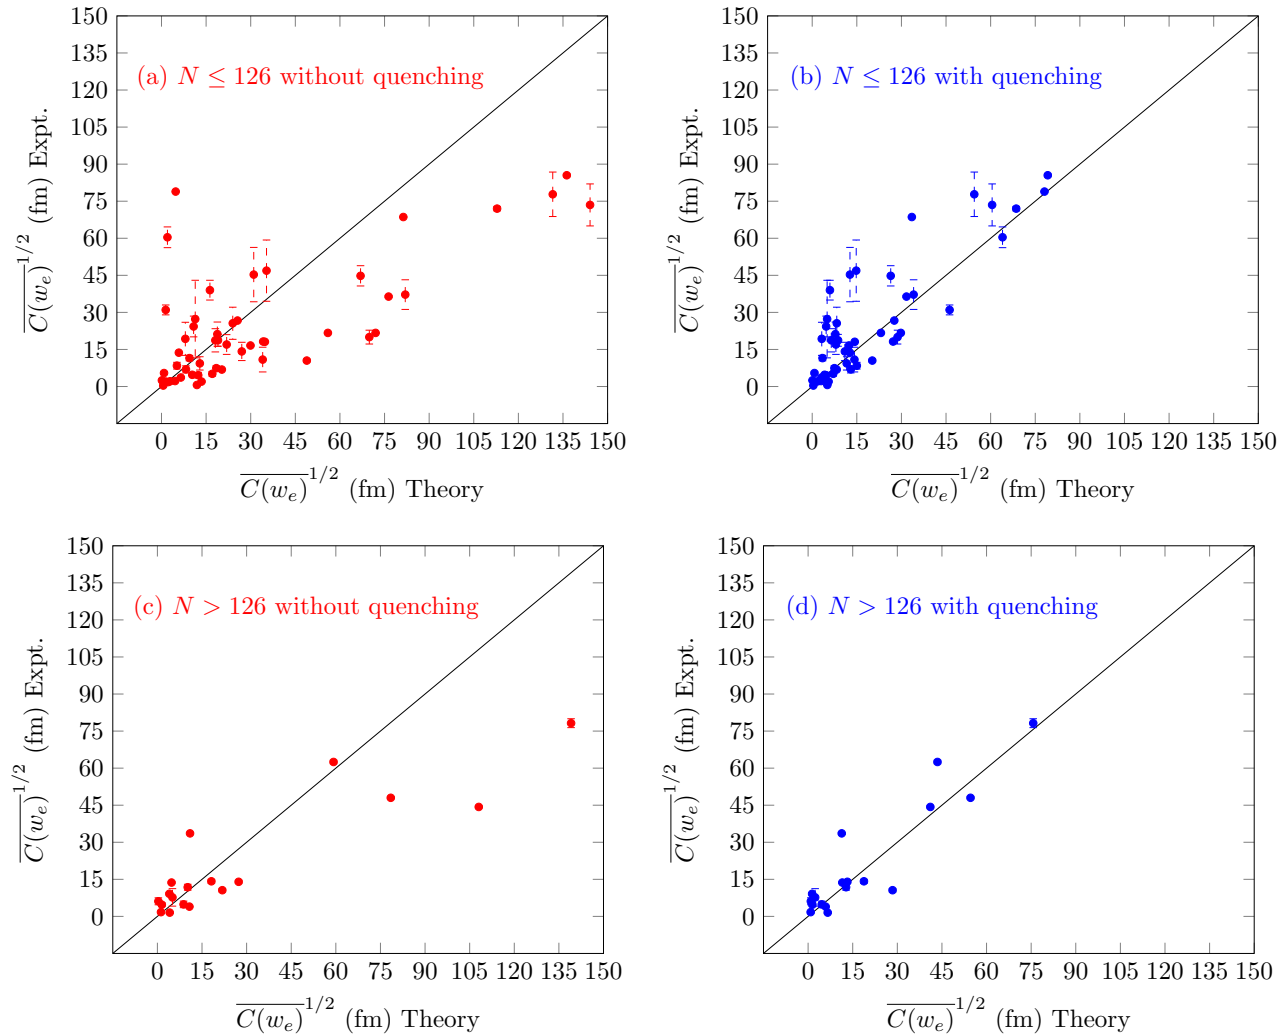 (a) N ≤ 126 without quenching
150
135
120
105
90
75
60
45
30
15
0
0 15 30 45 60 75 90 105 120 135 150
C(w_e)^{1/2} (fm) Expt.
C(w_e)^{1/2} (fm) Theory
(b) N ≤ 126 with quenching
150
135
120
105
90
75
60
45
30
15
0
0 15 30 45 60 75 90 105 120 135 150
C(w_e)^{1/2} (fm) Expt.
C(w_e)^{1/2} (fm) Theory
(c) N > 126 without quenching
150
135
120
105
90
75
60
45
30
15
0
0 15 30 45 60 75 90 105 120 135 150
C(w_e)^{1/2} (fm) Expt.
C(w_e)^{1/2} (fm) Theory
(d) N > 126 with quenching
150
135
120
105
90
75
60
45
30
15
0
0 15 30 45 60 75 90 105 120 135 150
C(w_e)^{1/2} (fm) Expt.
C(w_e)^{1/2} (fm) Theory